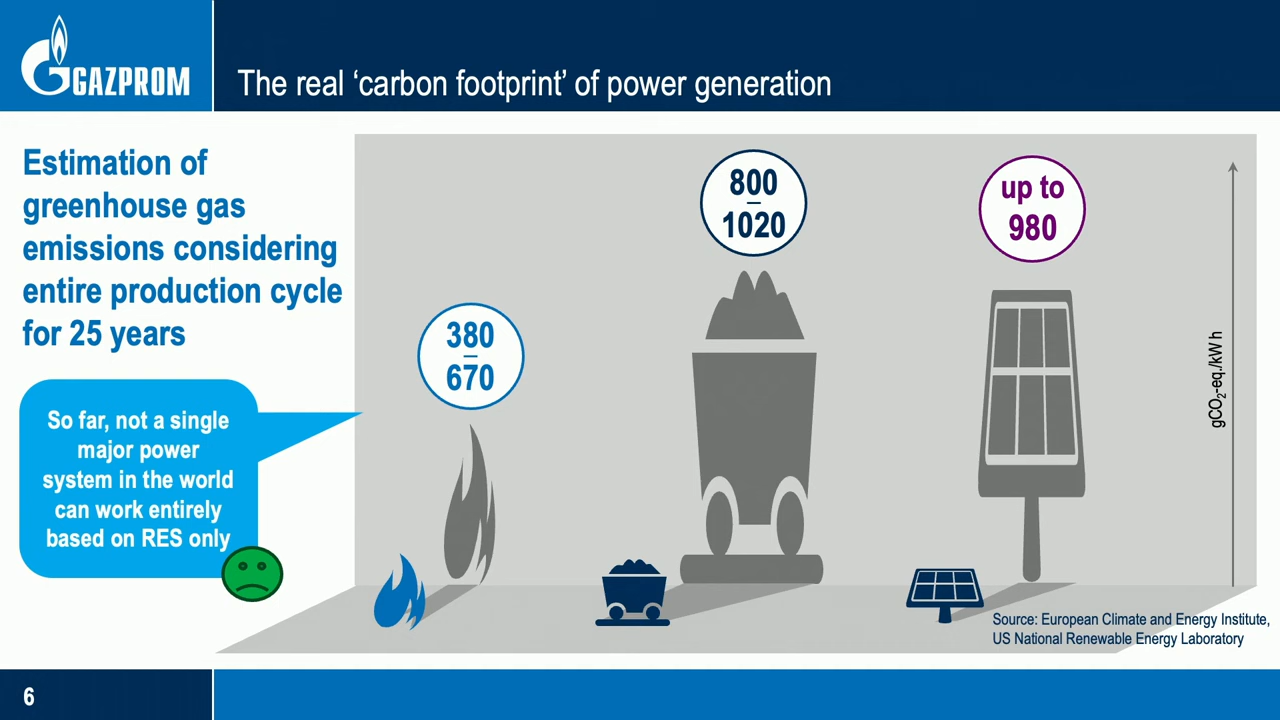 GAZPROM
The real ‘carbon footprint’ of power generation
Estimation of
greenhouse gas
emissions considering
entire production cycle
for 25 years
So far, not a single
major power
system in the world
can work entirely
based on RES only
380
–
670
800
–
1020
up to
980
gCO₂-eq./kW h
Source: European Climate and Energy Institute,
US National Renewable Energy Laboratory
6